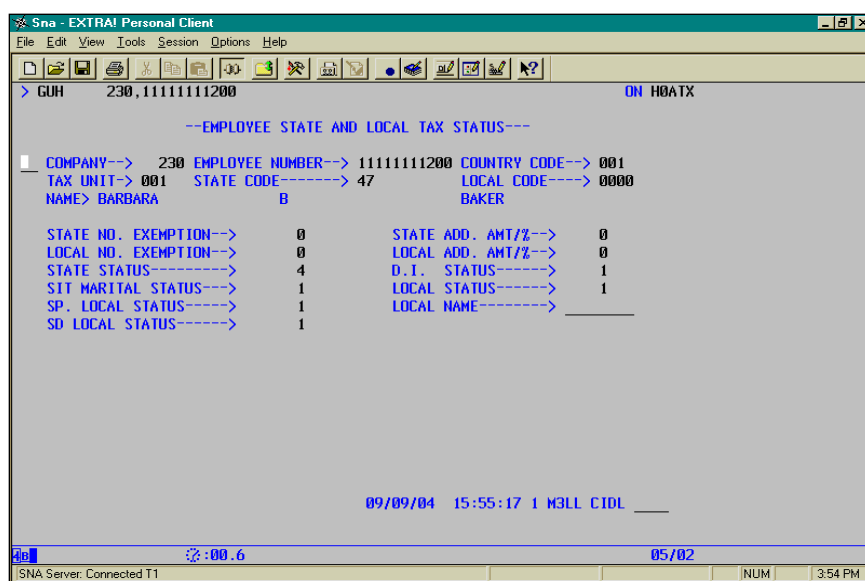 Sna - EXTRA! Personal Client
File Edit View Tools Session Options Help
> GUH 230,11111111200 ON H0ATX
--EMPLOYEE STATE AND LOCAL TAX STATUS---
COMPANY--> 230 EMPLOYEE NUMBER--> 11111111200 COUNTRY CODE--> 001
TAX UNIT-> 001 STATE CODE-------> 47 LOCAL CODE----> 0000
NAME> BARBARA B BAKER
STATE NO. EXEMPTION--> 0 STATE ADD. AMT/%--> 0
LOCAL NO. EXEMPTION--> 0 LOCAL ADD. AMT/%--> 0
STATE STATUS---------> 4 D.I. STATUS------> 1
SIT MARITAL STATUS---> 1 LOCAL STATUS------> 1
SP. LOCAL STATUS-----> 1 LOCAL NAME--------> ________
SD LOCAL STATUS------> 1
09/09/04 15:55:17 1 M3LL CIDL ____
4B :00.6 05/02
SNA Server: Connected T1 NUM 3:54 PM